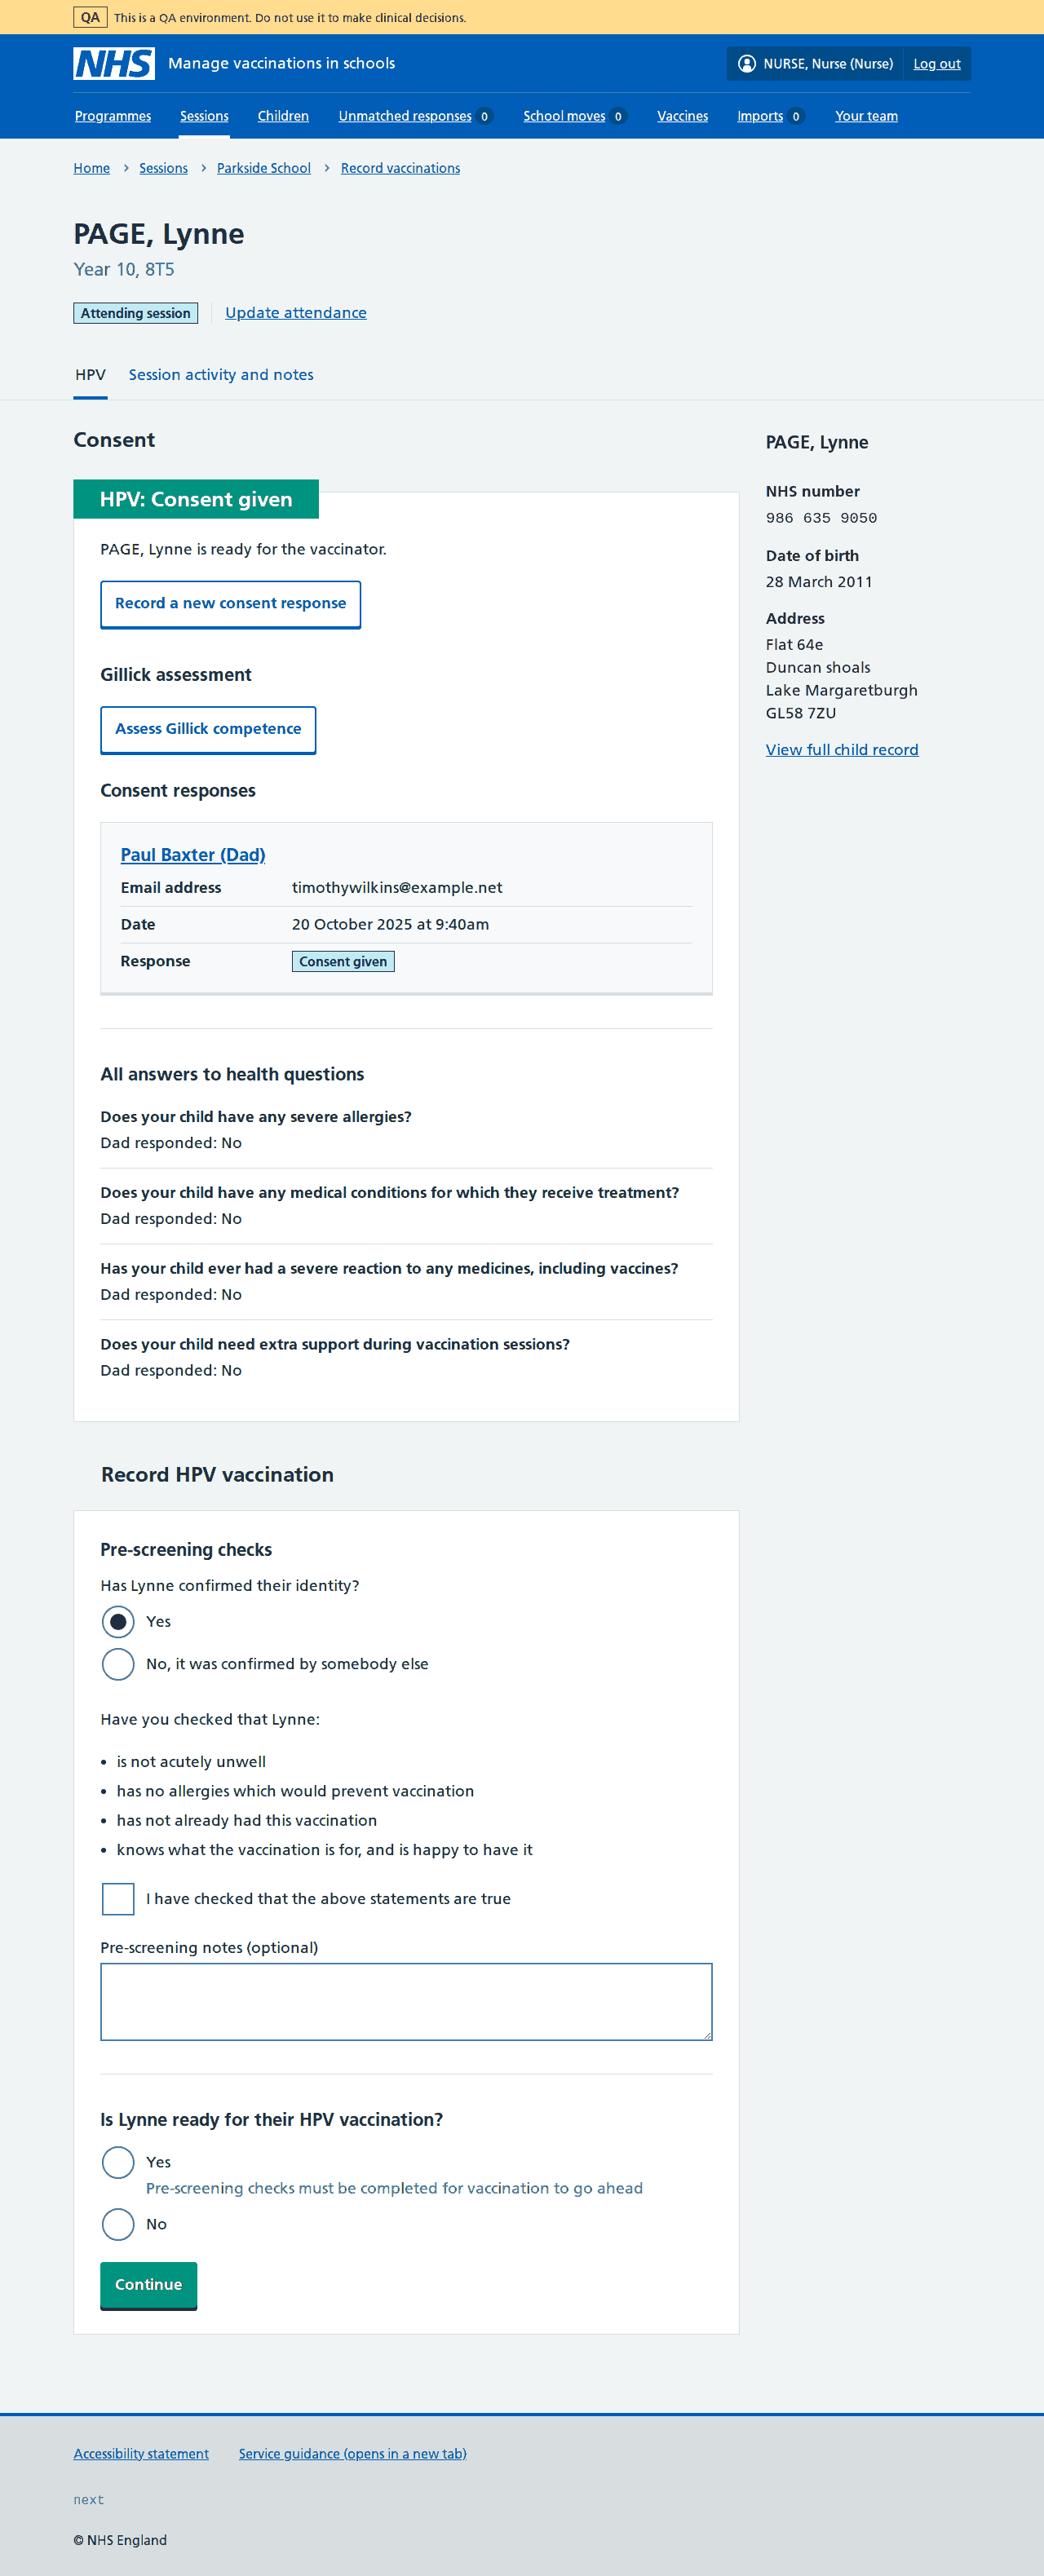 QA This is a QA environment. Do not use it to make clinical decisions.
NHS Manage vaccinations in schools NURSE, Nurse (Nurse) Log out
Programmes Sessions Children Unmatched responses 0 School moves 0 Vaccines Imports 0 Your team
Home Sessions Parkside School Record vaccinations
PAGE, Lynne
Year 10, 8T5
Attending session Update attendance
HPV Session activity and notes
Consent
HPV: Consent given
PAGE, Lynne is ready for the vaccinator.
Record a new consent response
Gillick assessment
Assess Gillick competence
Consent responses
Paul Baxter (Dad)
Email address timothywilkins@example.net
Date 20 October 2025 at 9:40am
Response Consent given
All answers to health questions
Does your child have any severe allergies?
Dad responded: No
Does your child have any medical conditions for which they receive treatment?
Dad responded: No
Has your child ever had a severe reaction to any medicines, including vaccines?
Dad responded: No
Does your child need extra support during vaccination sessions?
Dad responded: No
PAGE, Lynne
NHS number
986 635 9050
Date of birth
28 March 2011
Address
Flat 64e
Duncan shoals
Lake Margaretburgh
GL58 7ZU
View full child record
Record HPV vaccination
Pre-screening checks
Has Lynne confirmed their identity?
Yes
No, it was confirmed by somebody else
Have you checked that Lynne:
• is not acutely unwell
• has no allergies which would prevent vaccination
• has not already had this vaccination
• knows what the vaccination is for, and is happy to have it
I have checked that the above statements are true
Pre-screening notes (optional)
Is Lynne ready for their HPV vaccination?
Yes
Pre-screening checks must be completed for vaccination to go ahead
No
Continue
Accessibility statement Service guidance (opens in a new tab)
next
© NHS England